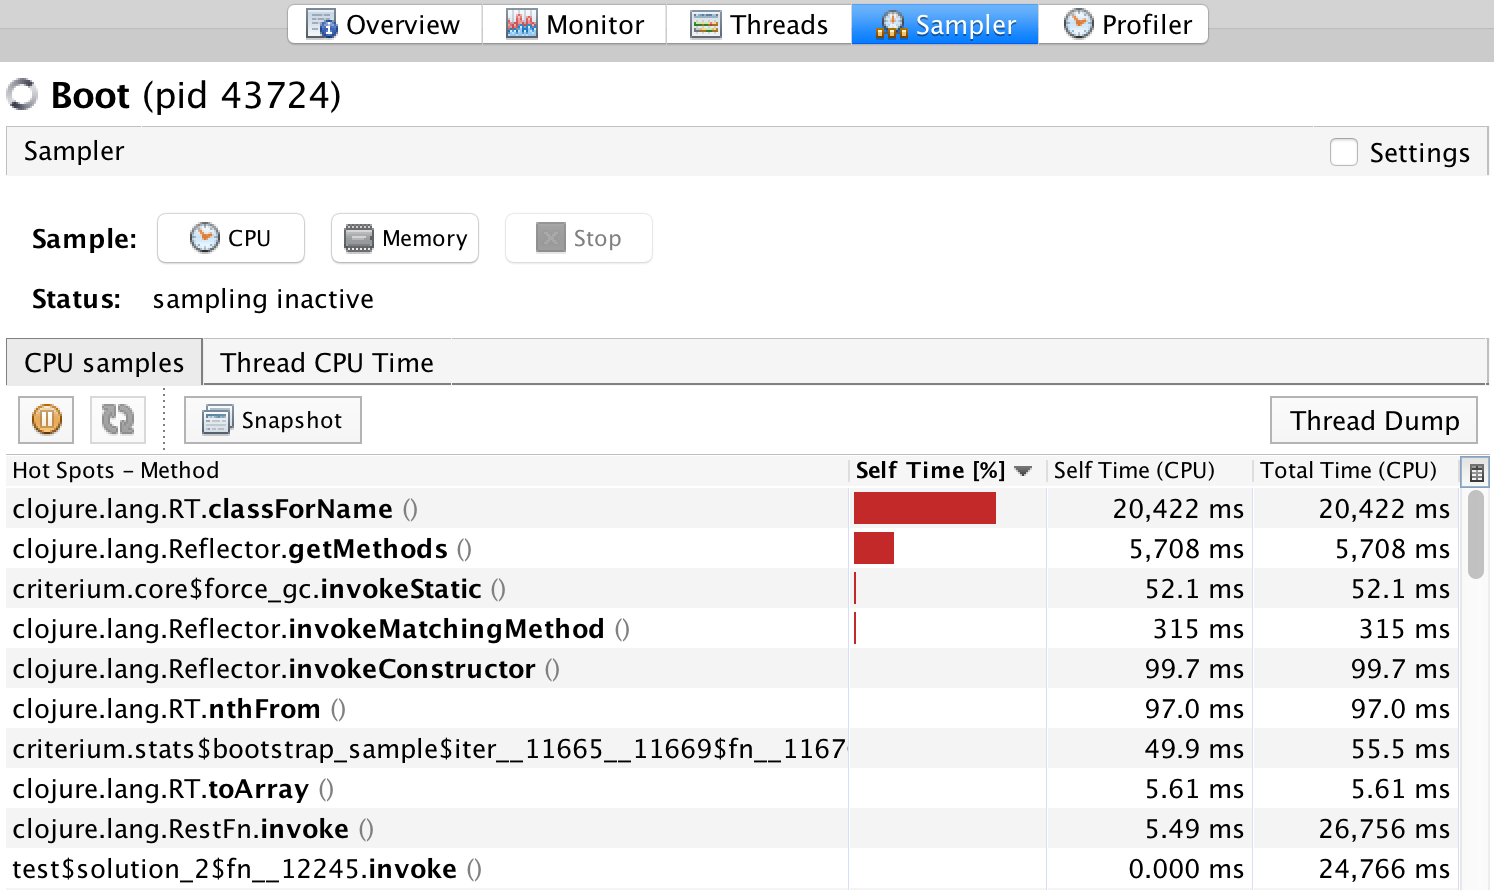 Overview Monitor Threads Sampler Profiler
Boot (pid 43724)
Sampler Settings
Sample: CPU Memory Stop
Status: sampling inactive
CPU samples Thread CPU Time
Snapshot Thread Dump
Hot Spots – Method Self Time [%] Self Time (CPU) Total Time (CPU)
clojure.lang.RT.classForName () 20,422 ms 20,422 ms
clojure.lang.Reflector.getMethods () 5,708 ms 5,708 ms
criterium.core$force_gc.invokeStatic () 52.1 ms 52.1 ms
clojure.lang.Reflector.invokeMatchingMethod () 315 ms 315 ms
clojure.lang.Reflector.invokeConstructor () 99.7 ms 99.7 ms
clojure.lang.RT.nthFrom () 97.0 ms 97.0 ms
criterium.stats$bootstrap_sample$iter__11665__11669$fn__1167 49.9 ms 55.5 ms
clojure.lang.RT.toArray () 5.61 ms 5.61 ms
clojure.lang.RestFn.invoke () 5.49 ms 26,756 ms
test$solution_2$fn__12245.invoke () 0.000 ms 24,766 ms